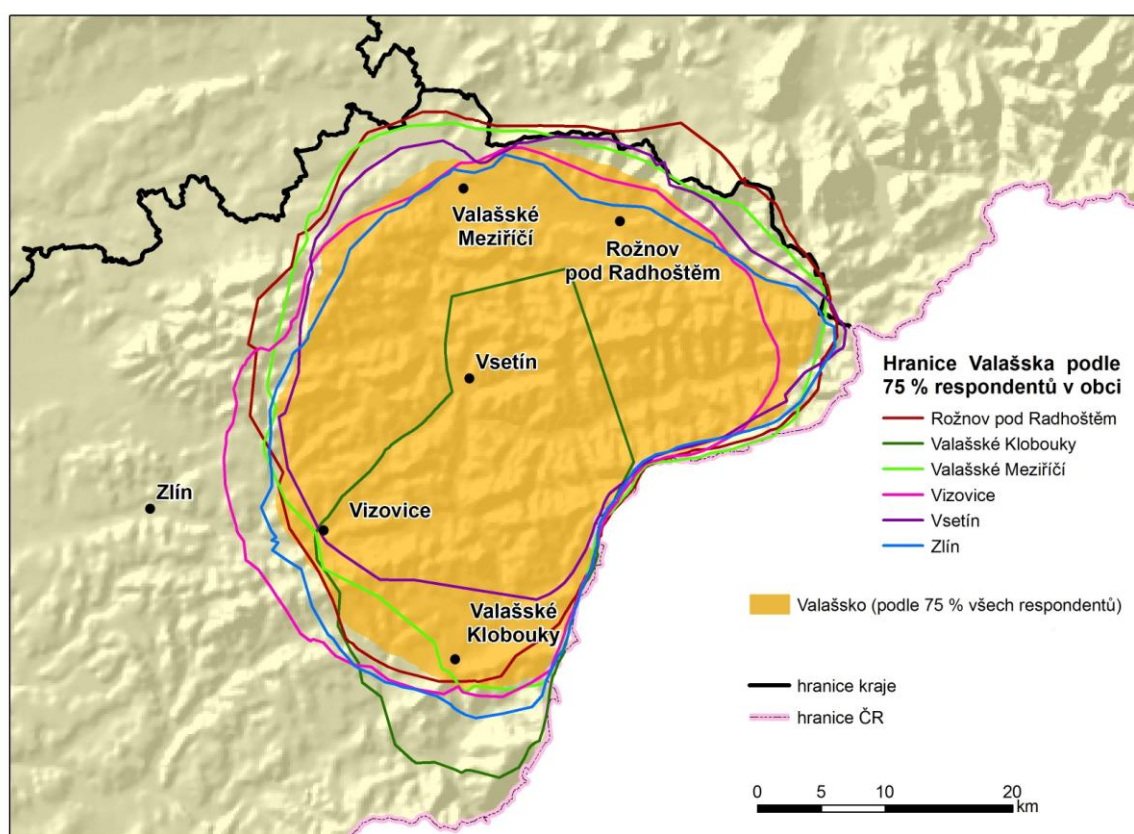 Valašské
Meziříčí
Rožnov
pod Radhoštěm
Vsetín
Zlín
Vizovice
Valašské
Klobouky
Hranice Valašska podle
75 % respondentů v obci
Rožnov pod Radhoštěm
Valašské Klobouky
Valašské Meziříčí
Vizovice
Vsetín
Zlín
Valašsko (podle 75 % všech respondentů)
hranice kraje
hranice ČR
0 5 10 20
km